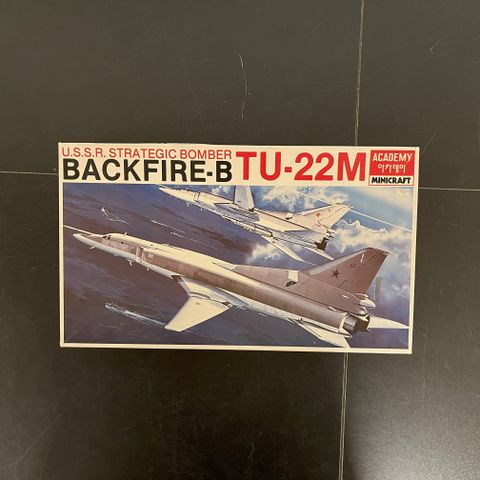 U.S.S.R. STRATEGIC BOMBER
BACKFIRE-B TU-22M
ACADEMY
아카데미
MINICRAFT